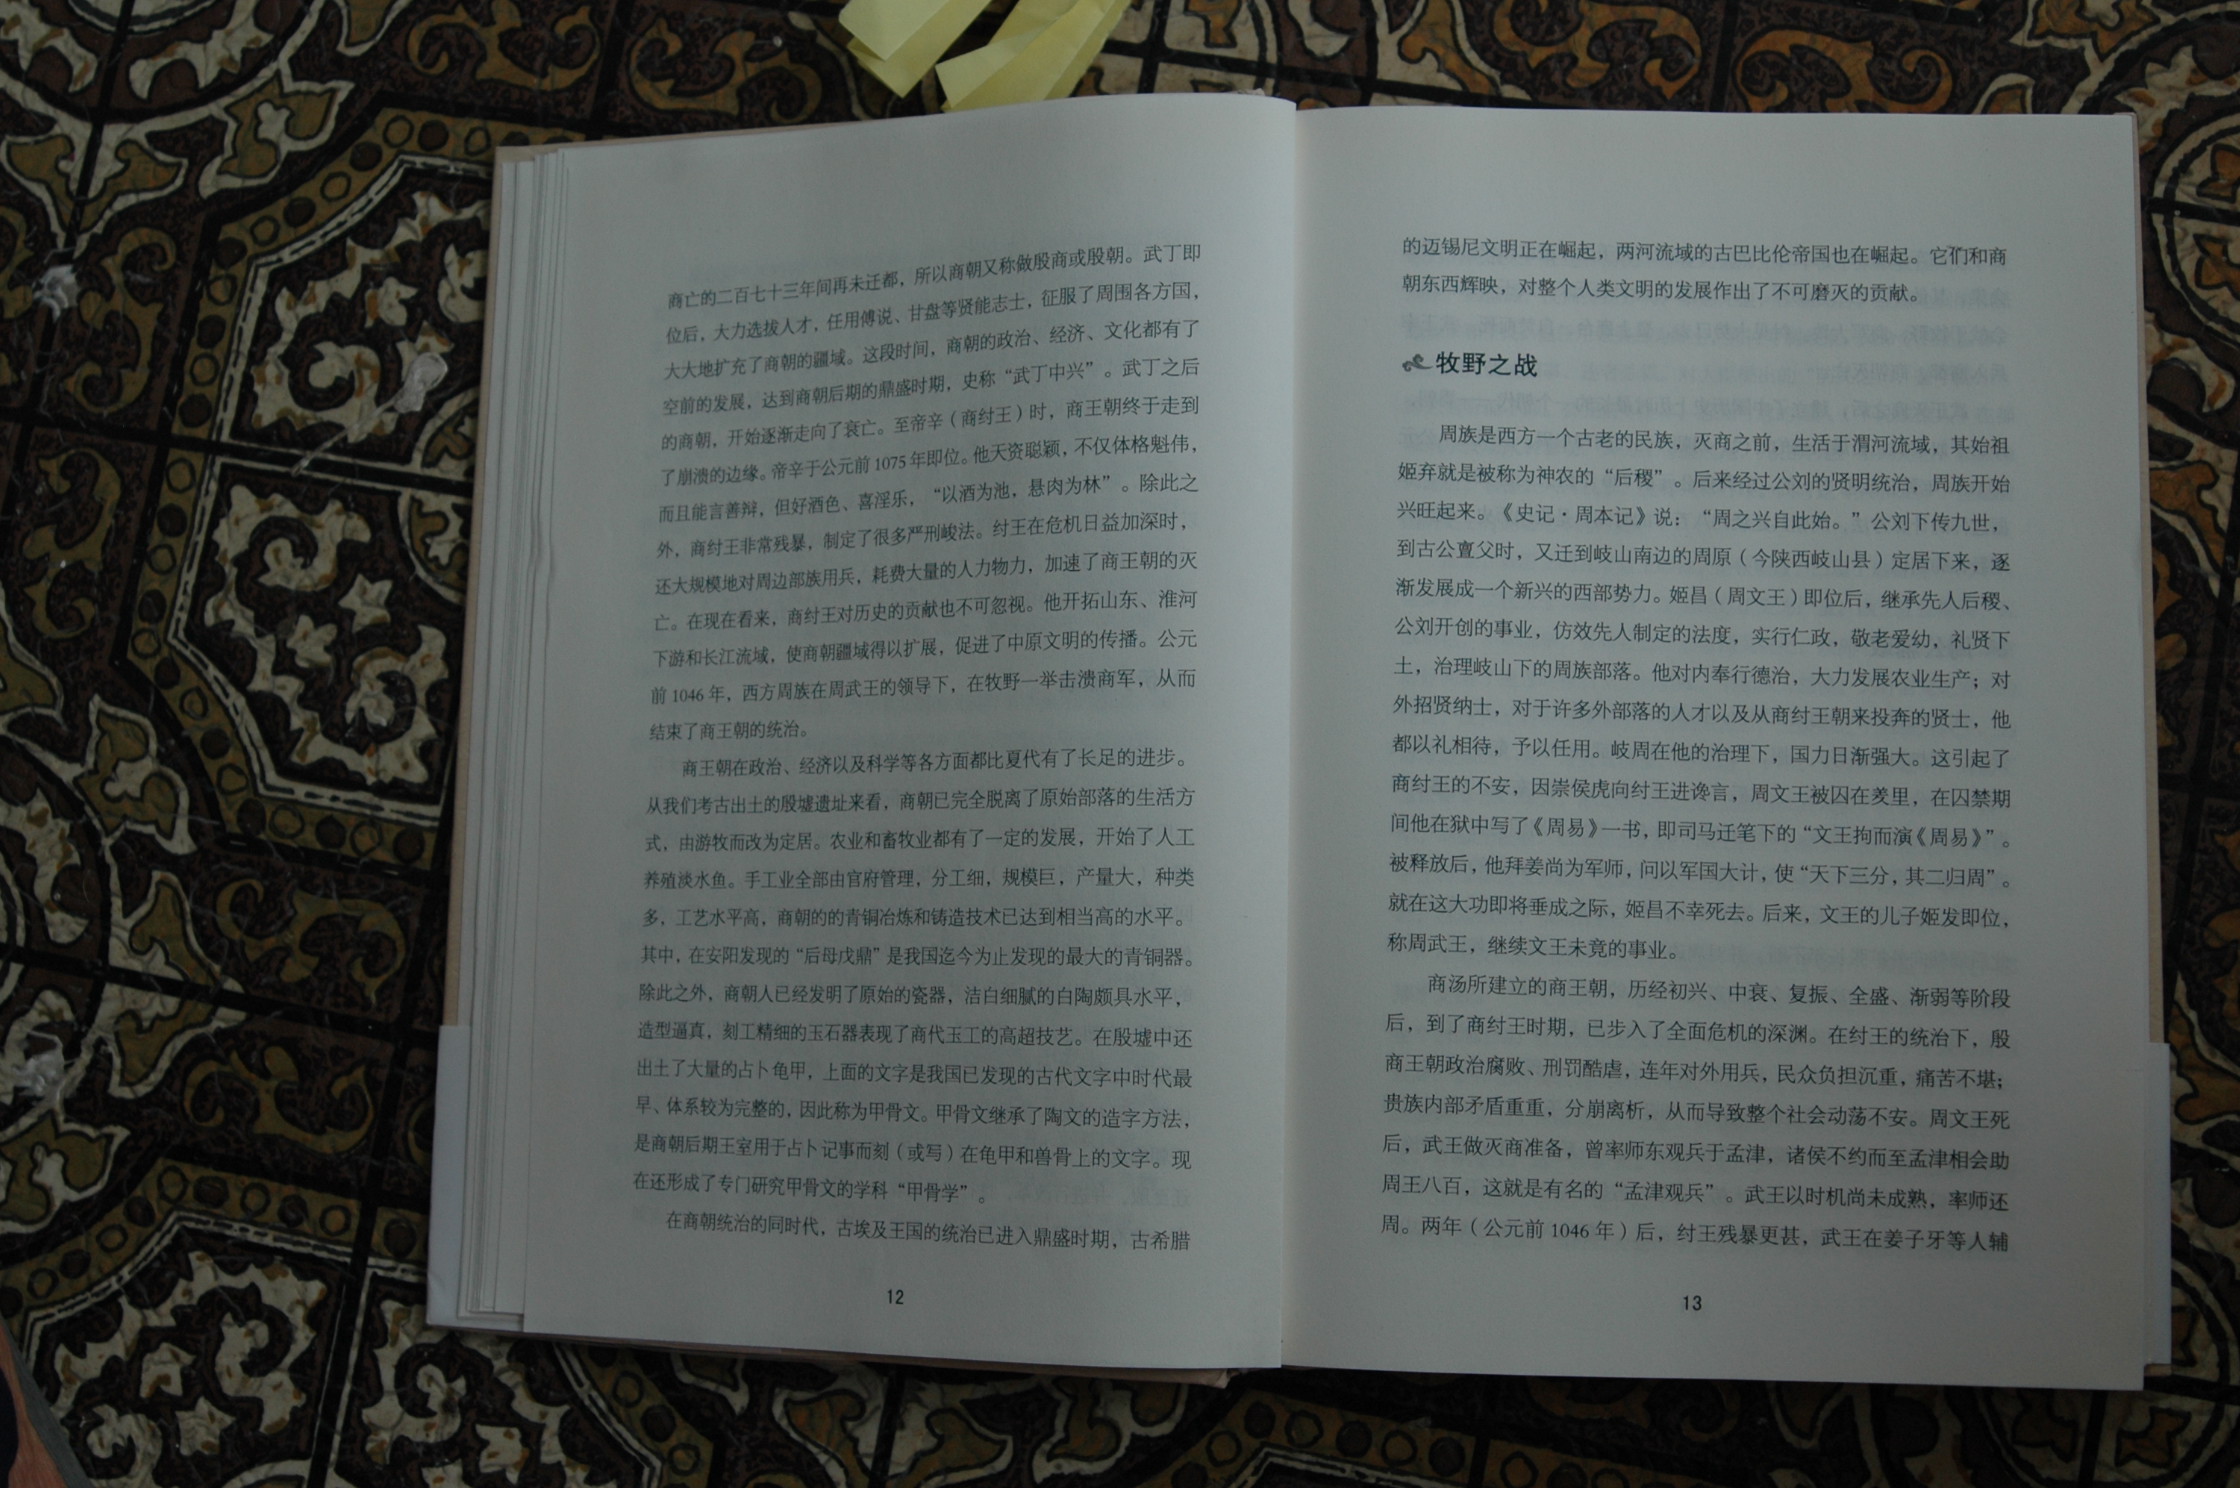 商亡的二百七十三年间再未迁都，所以商朝又称做殷商或殷朝。武丁即
位后，大力选拔人才，任用傅说、甘盘等贤能志士，征服了周围各方国，
大大地扩充了商朝的疆域。这段时间，商朝的政治、经济、文化都有了
空前的发展，达到商朝后期的鼎盛时期，史称“武丁中兴”。武丁之后
的商朝，开始逐渐走向了衰亡。至帝辛（商纣王）时，商王朝终于走到
了崩溃的边缘。帝辛于公元前1075年即位。他天资聪颖，不仅体格魁伟，
而且能言善辩，但好酒色、喜淫乐，“以酒为池，悬肉为林”。除此之
外，商纣王非常残暴，制定了很多严刑峻法。纣王在危机日益加深时，
还大规模地对周边部族用兵，耗费大量的人力物力，加速了商王朝的灭
亡。在现在看来，商纣王对历史的贡献也不可忽视。他开拓山东、淮河
下游和长江流域，使商朝疆域得以扩展，促进了中原文明的传播。公元
前1046年，西方周族在周武王的领导下，在牧野一举击溃商军，从而
结束了商王朝的统治。
商王朝在政治、经济以及科学等各方面都比夏代有了长足的进步。
从我们考古出土的殷墟遗址来看，商朝已完全脱离了原始部落的生活方
式，由游牧而改为定居。农业和畜牧业都有了一定的发展，开始了人工
养殖淡水鱼。手工业全部由官府管理，分工细，规模巨，产量大，种类
多，工艺水平高，商朝的的青铜冶炼和铸造技术已达到相当高的水平。
其中，在安阳发现的“后母戊鼎”是我国迄今为止发现的最大的青铜器。
除此之外，商朝人已经发明了原始的瓷器，洁白细腻的白陶颇具水平，
造型逼真，刻工精细的玉石器表现了商代玉工的高超技艺。在殷墟中还
出土了大量的占卜龟甲，上面的文字是我国已发现的古代文字中时代最
早、体系较为完整的，因此称为甲骨文。甲骨文继承了陶文的造字方法，
是商朝后期王室用于占卜记事而刻（或写）在龟甲和兽骨上的文字。现
在还形成了专门研究甲骨文的学科“甲骨学”。
在商朝统治的同时代，古埃及王国的统治已进入鼎盛时期，古希腊
12
的迈锡尼文明正在崛起，两河流域的古巴比伦帝国也在崛起。它们和商
朝东西辉映，对整个人类文明的发展作出了不可磨灭的贡献。
牧野之战
周族是西方一个古老的民族，灭商之前，生活于渭河流域，其始祖
姬弃就是被称为神农的“后稷”。后来经过公刘的贤明统治，周族开始
兴旺起来。《史记·周本记》说：“周之兴自此始。”公刘下传九世，
到古公亶父时，又迁到岐山南边的周原（今陕西岐山县）定居下来，逐
渐发展成一个新兴的西部势力。姬昌（周文王）即位后，继承先人后稷、
公刘开创的事业，仿效先人制定的法度，实行仁政，敬老爱幼，礼贤下
士，治理岐山下的周族部落。他对内奉行德治，大力发展农业生产；对
外招贤纳士，对于许多外部落的人才以及从商纣王朝来投奔的贤士，他
都以礼相待，予以任用。岐周在他的治理下，国力日渐强大。这引起了
商纣王的不安，因崇侯虎向纣王进谗言，周文王被囚在羑里，在囚禁期
间他在狱中写了《周易》一书，即司马迁笔下的“文王拘而演《周易》”。
被释放后，他拜姜尚为军师，问以军国大计，使“天下三分，其二归周”。
就在这大功即将垂成之际，姬昌不幸死去。后来，文王的儿子姬发即位，
称周武王，继续文王未竟的事业。
商汤所建立的商王朝，历经初兴、中衰、复振、全盛、渐弱等阶段
后，到了商纣王时期，已步入了全面危机的深渊。在纣王的统治下，殷
商王朝政治腐败、刑罚酷虐，连年对外用兵，民众负担沉重，痛苦不堪；
贵族内部矛盾重重，分崩离析，从而导致整个社会动荡不安。周文王死
后，武王做灭商准备，曾率师东观兵于孟津，诸侯不约而至孟津相会助
周王八百，这就是有名的“孟津观兵”。武王以时机尚未成熟，率师还
周。两年（公元前1046年）后，纣王残暴更甚，武王在姜子牙等人辅
13